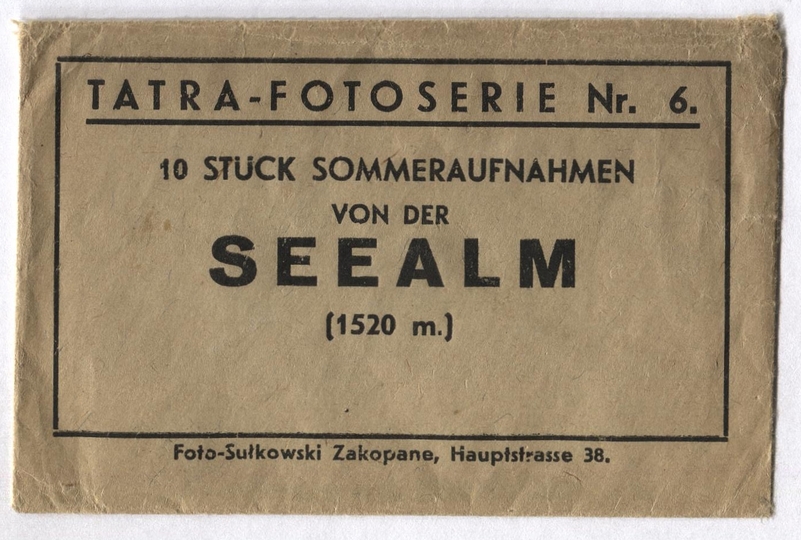 TATRA-FOTOSERIE Nr. 6.
10 STÜCK SOMMERAUFNAHMEN
VON DER
SEEALM
(1520 m.)
Foto-Sułkowski Zakopane, Hauptstrasse 38.